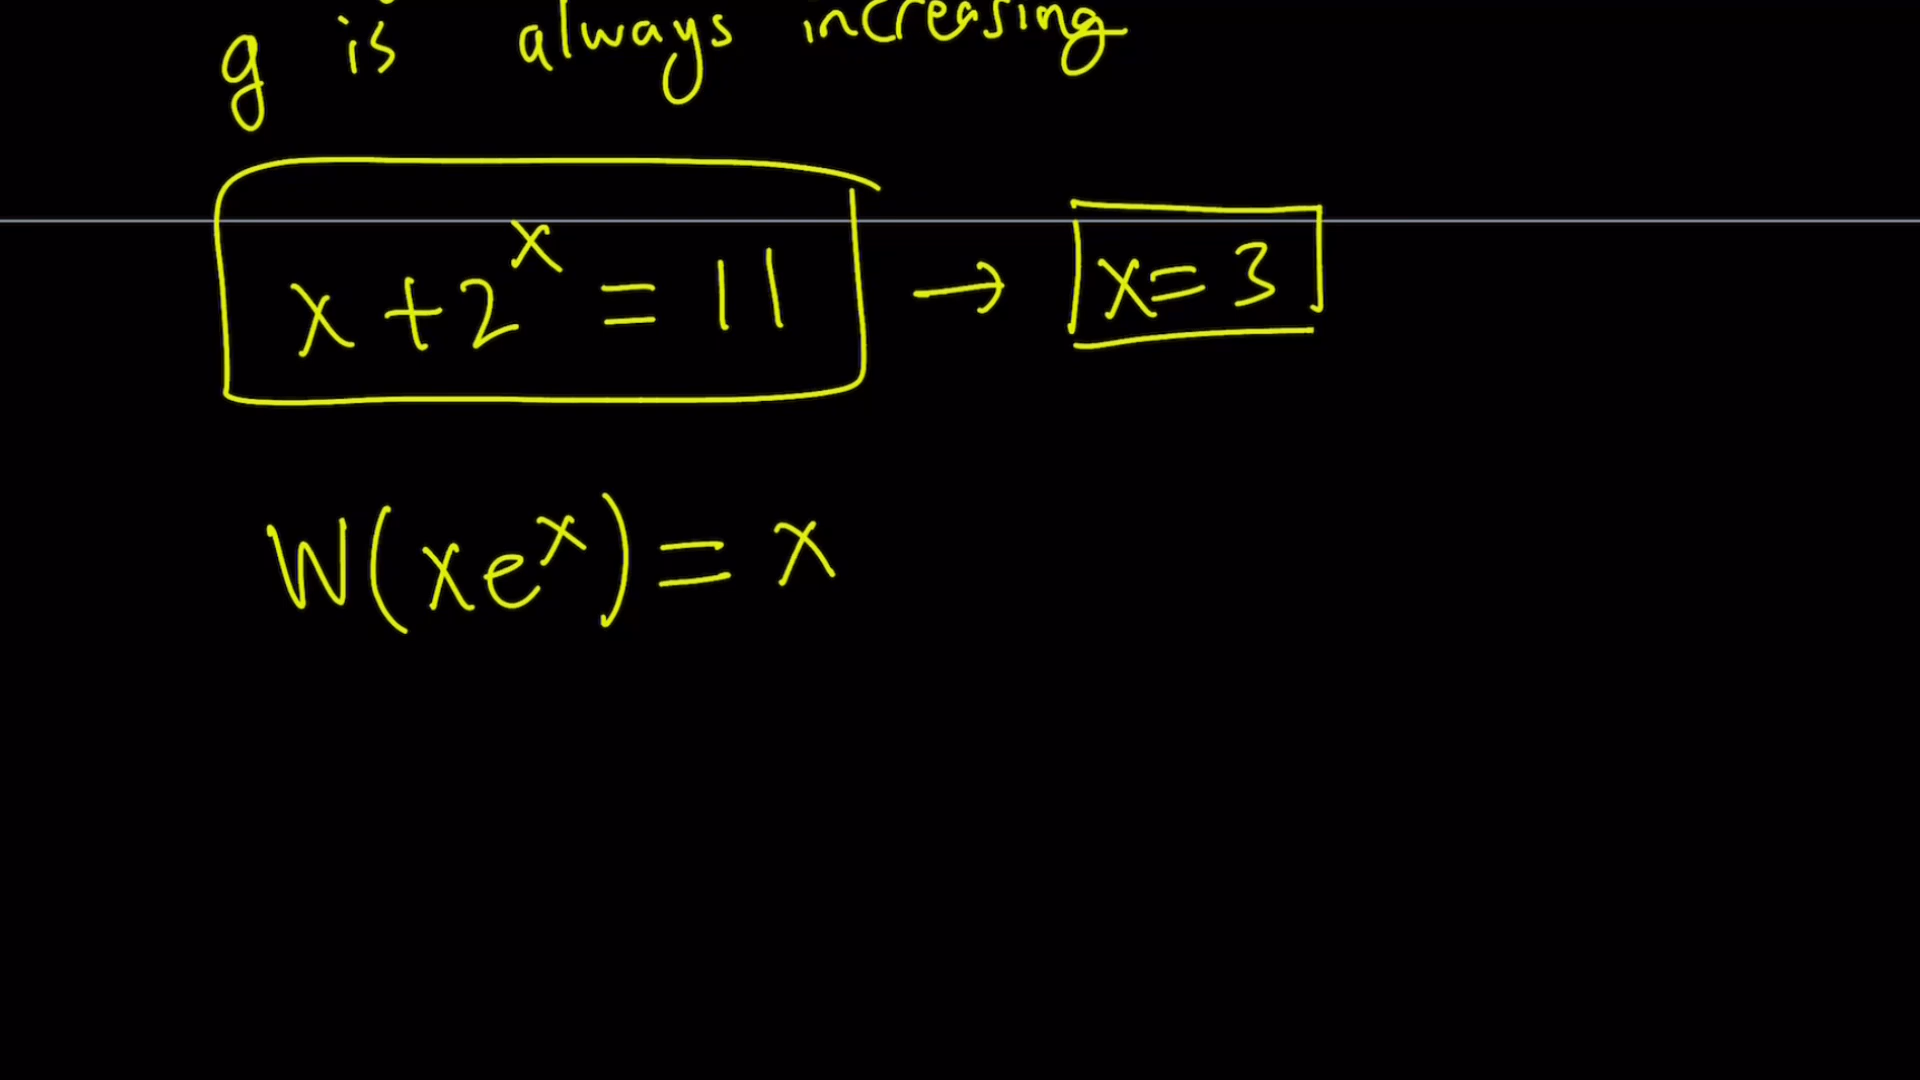 g is always increasing
x + 2^x = 11 → x = 3
W(xe^x) = x